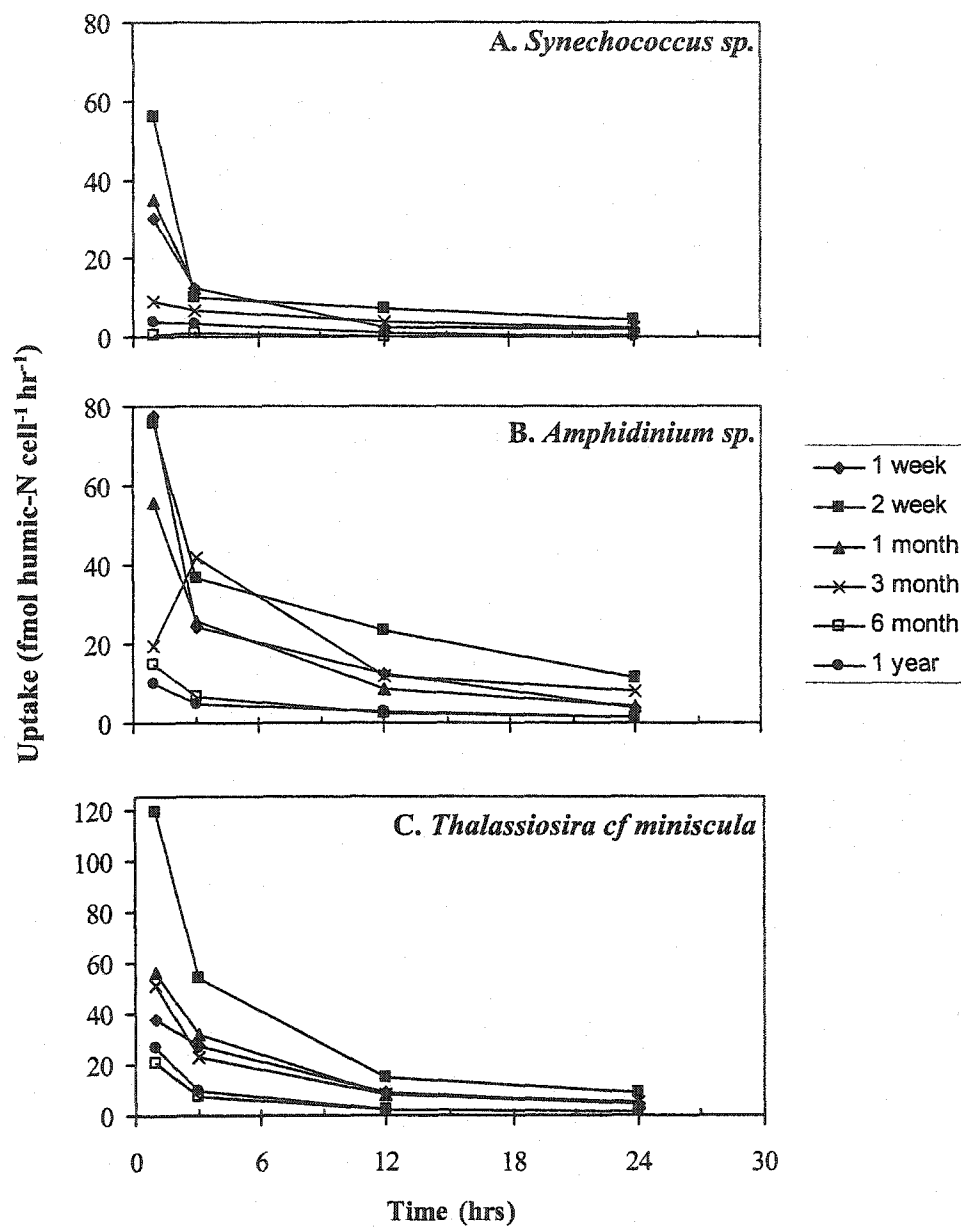 Uptake (fmol humic-N cell⁻¹ hr⁻¹)
A. Synechococcus sp.
80
60
40
20
0
B. Amphidinium sp.
80
60
40
20
0
1 week
2 week
1 month
3 month
6 month
1 year
C. Thalassiosira cf miniscula
120
100
80
60
40
20
0
0 6 12 18 24 30
Time (hrs)